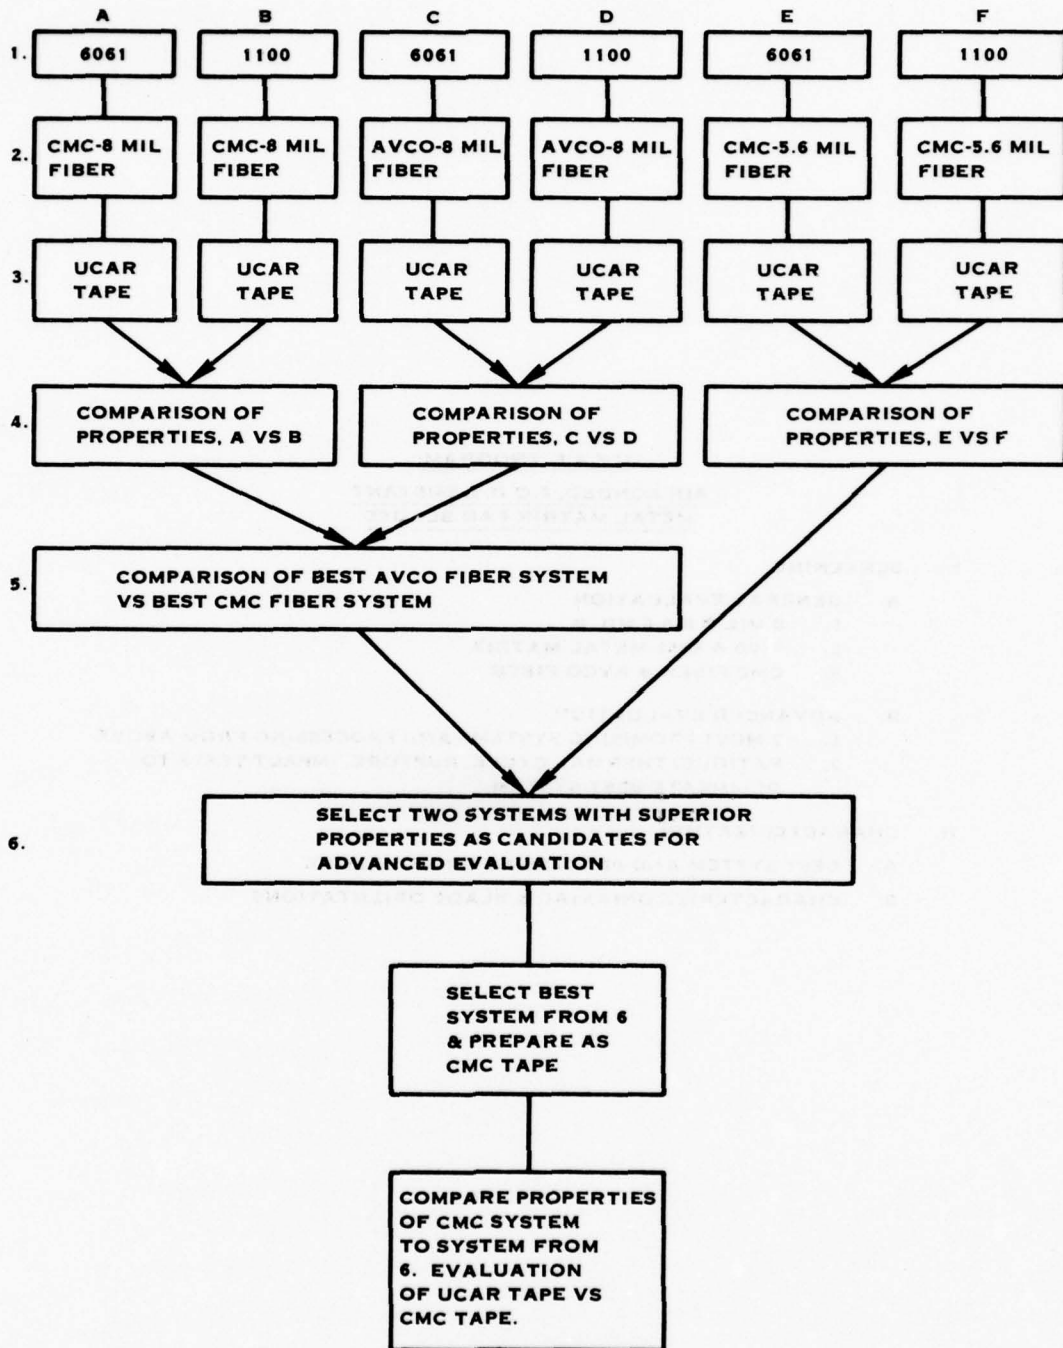 A B C D E F
1. 6061 1100 6061 1100 6061 1100
2. CMC-8 MIL FIBER CMC-8 MIL FIBER AVCO-8 MIL FIBER AVCO-8 MIL FIBER CMC-5.6 MIL FIBER CMC-5.6 MIL FIBER
3. UCAR TAPE UCAR TAPE UCAR TAPE UCAR TAPE UCAR TAPE UCAR TAPE
4.
COMPARISON OF
PROPERTIES, A VS B
COMPARISON OF
PROPERTIES, C VS D
COMPARISON OF
PROPERTIES, E VS F
5.
COMPARISON OF BEST AVCO FIBER SYSTEM
VS BEST CMC FIBER SYSTEM
6.
SELECT TWO SYSTEMS WITH SUPERIOR
PROPERTIES AS CANDIDATES FOR
ADVANCED EVALUATION
SELECT BEST
SYSTEM FROM 6
& PREPARE AS
CMC TAPE
COMPARE PROPERTIES
OF CMC SYSTEM
TO SYSTEM FROM
6. EVALUATION
OF UCAR TAPE VS
CMC TAPE.